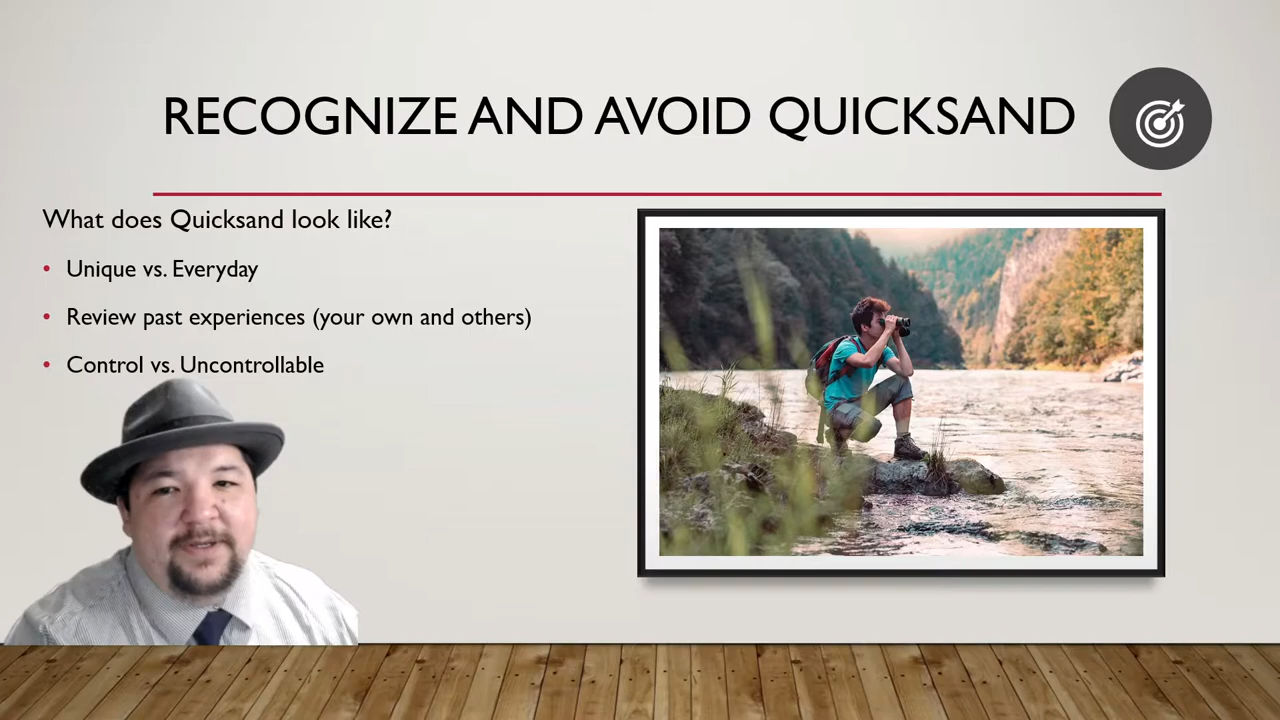 RECOGNIZE AND AVOID QUICKSAND
What does Quicksand look like?
• Unique vs. Everyday
• Review past experiences (your own and others)
• Control vs. Uncontrollable